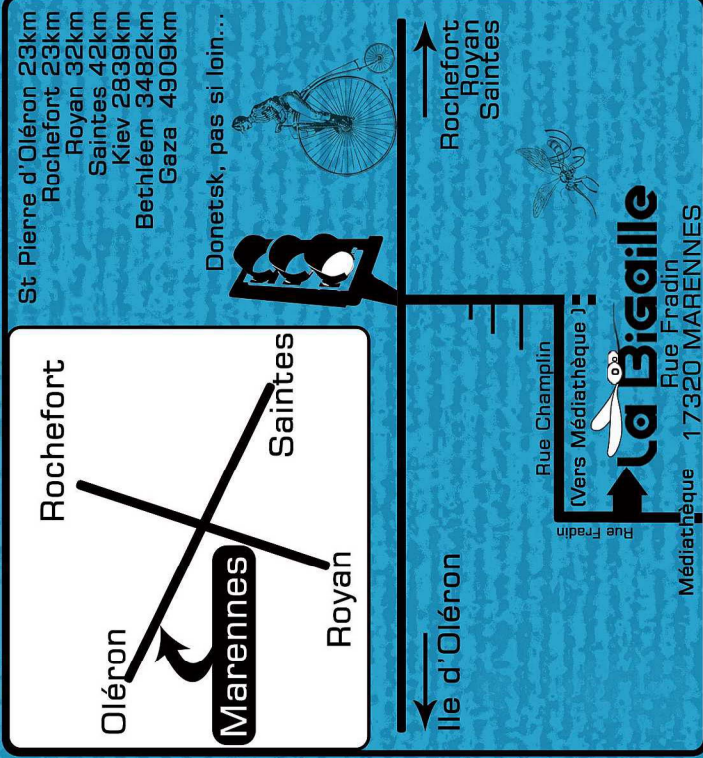 Oléron
Rochefort
Marennes
Saintes
Royan
St Pierre d'Oléron 23km
Rochefort 23km
Royan 32km
Saintes 42km
Kiev 2839km
Bethléem 3482km
Gaza 4909km
Donetsk, pas si loin...
Ile d'Oléron
Rochefort
Royan
Saintes
Rue Champlin
(Vers Médiathèque )
Rue Fradin
La BiGaille
Rue Fradin
Médiathèque
17320 MARENNES